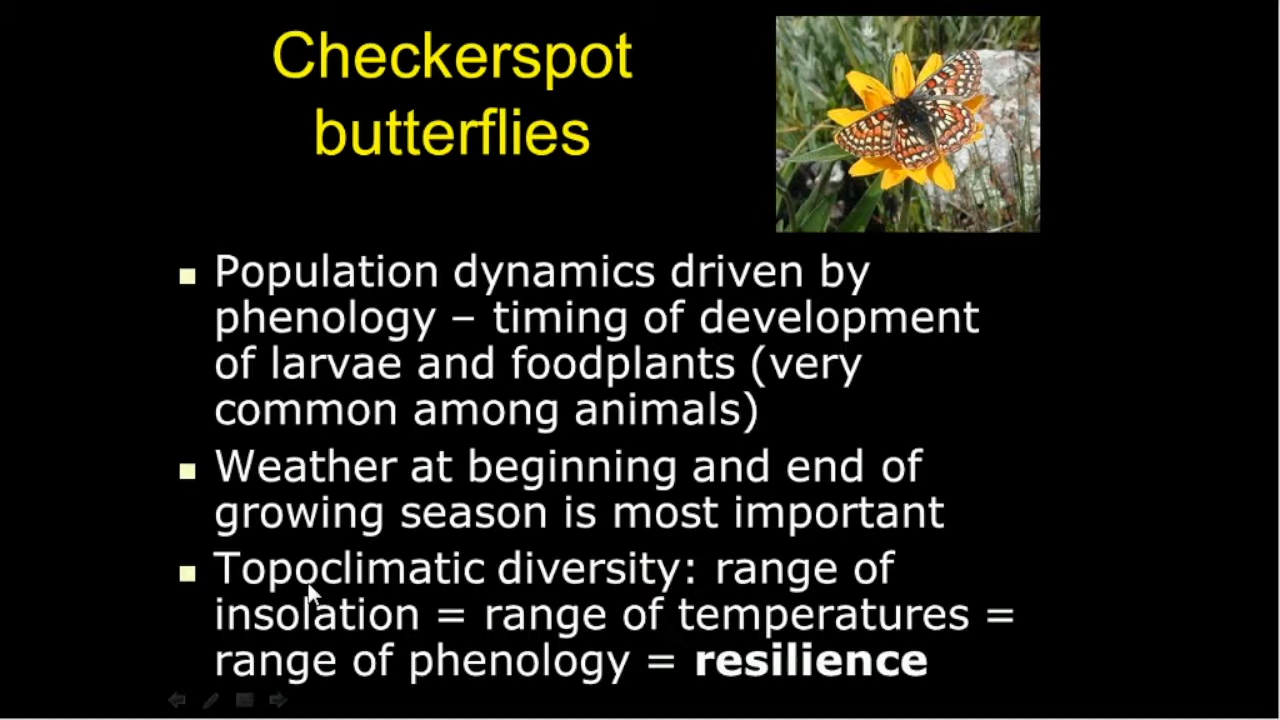 Checkerspot
butterflies
Population dynamics driven by
phenology – timing of development
of larvae and foodplants (very
common among animals)
Weather at beginning and end of
growing season is most important
Topoclimatic diversity: range of
insolation = range of temperatures =
range of phenology = resilience